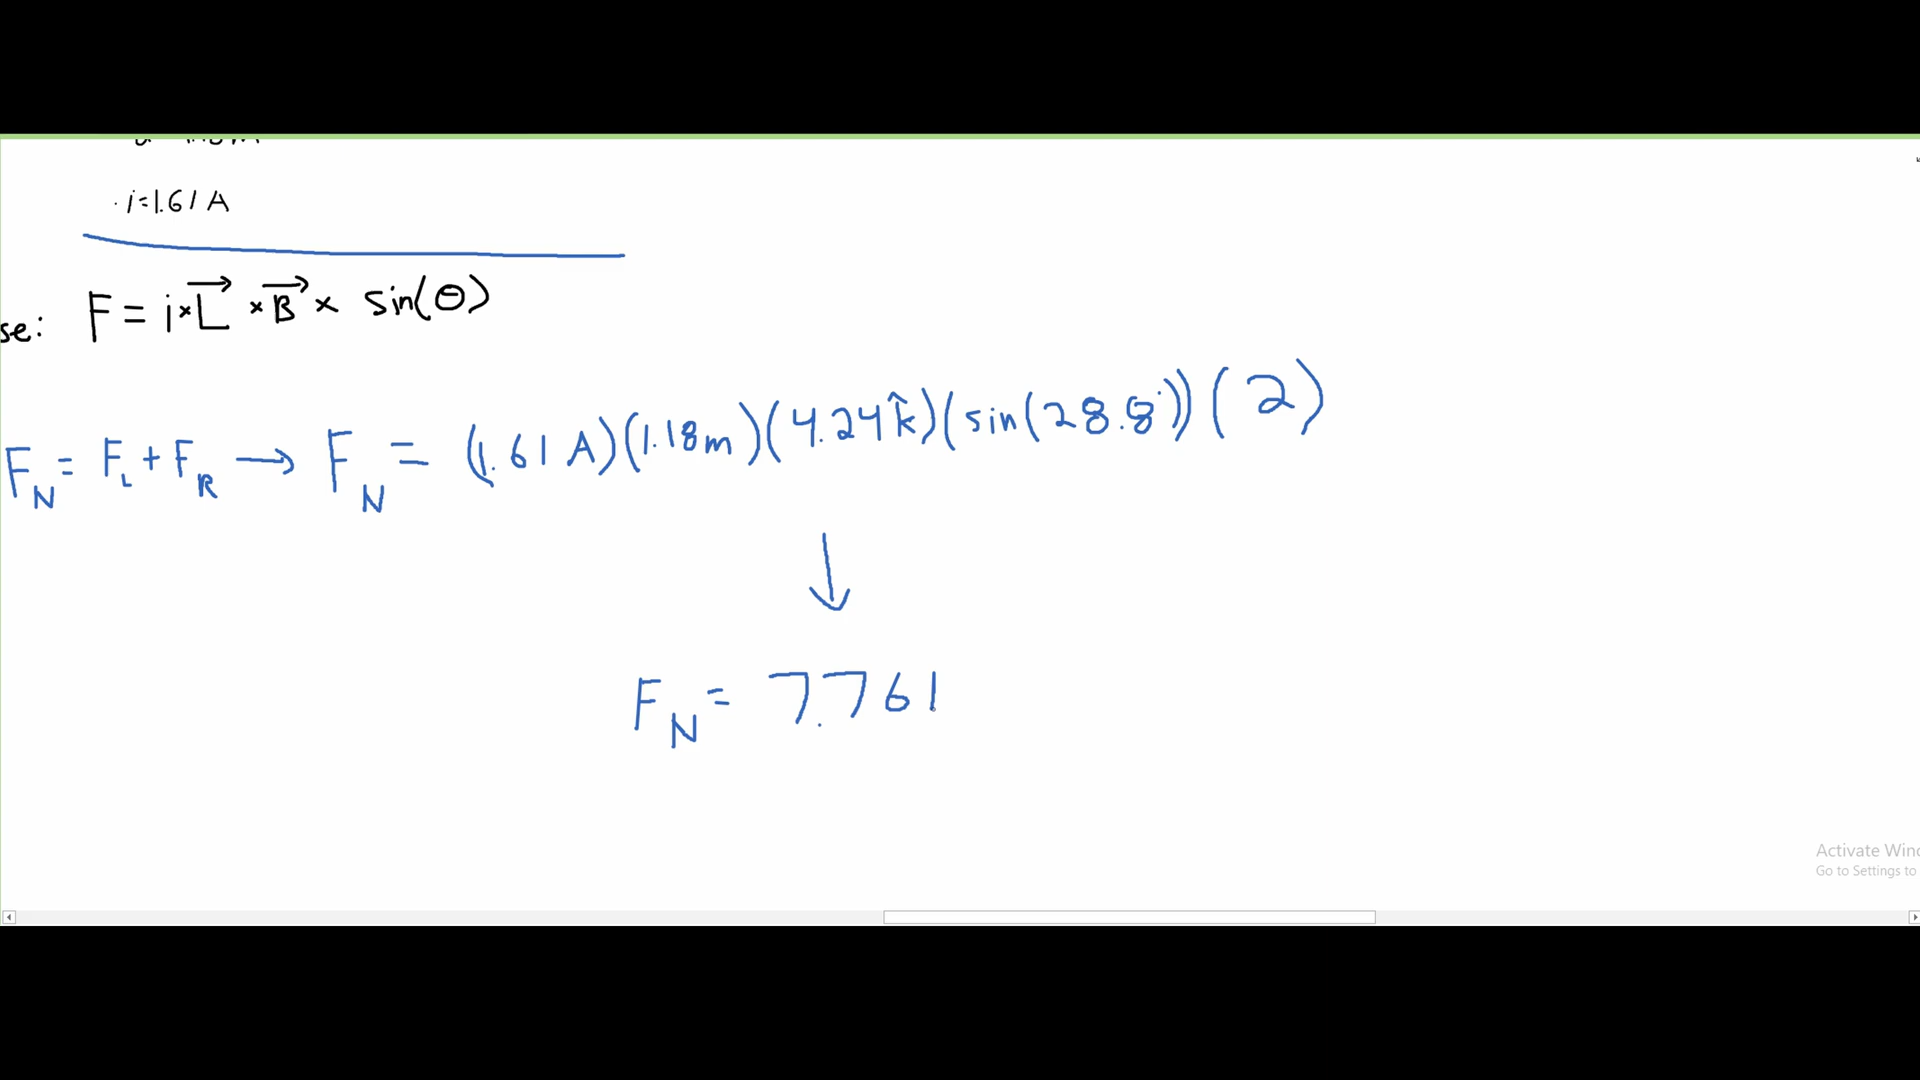 i=1.61 A
se: F = i × L × B × sin(θ)
F_N = F_L + F_R → F_N = (1.61 A)(1.18m)(4.24k̂)(sin(28.8°))(2)
↓
F_N = 7.761
Activate Wind
Go to Settings to